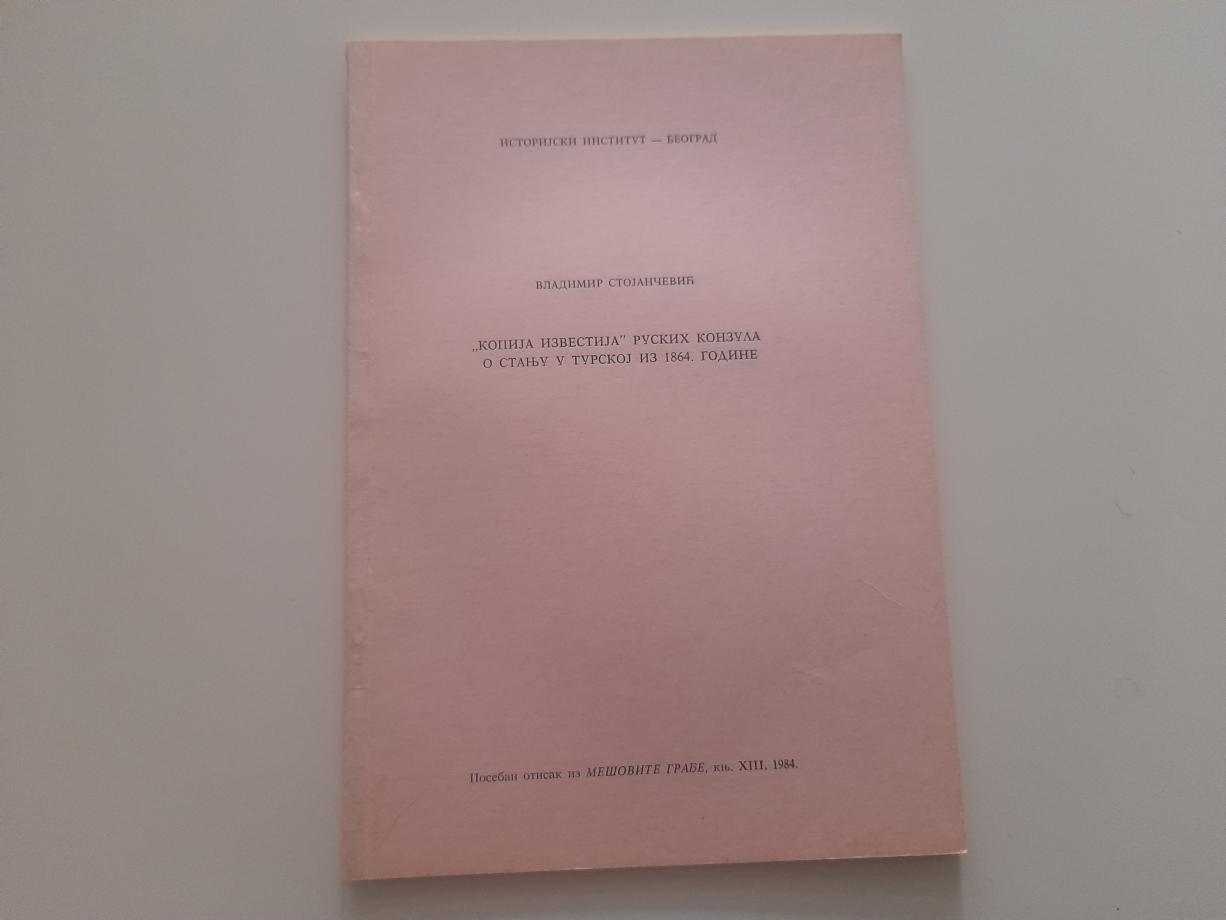 ИСТОРИЈСКИ ИНСТИТУТ — БЕОГРАД
ВЛАДИМИР СТОЈАНЧЕВИЋ
„КОПИЈА ИЗВЕСТИЈА” РУСКИХ КОНЗУЛА
О СТАЊУ У ТУРСКОЈ ИЗ 1864. ГОДИНЕ
Посебан отисак из МЕШОВИТЕ ГРАЂЕ, књ. XIII, 1984.